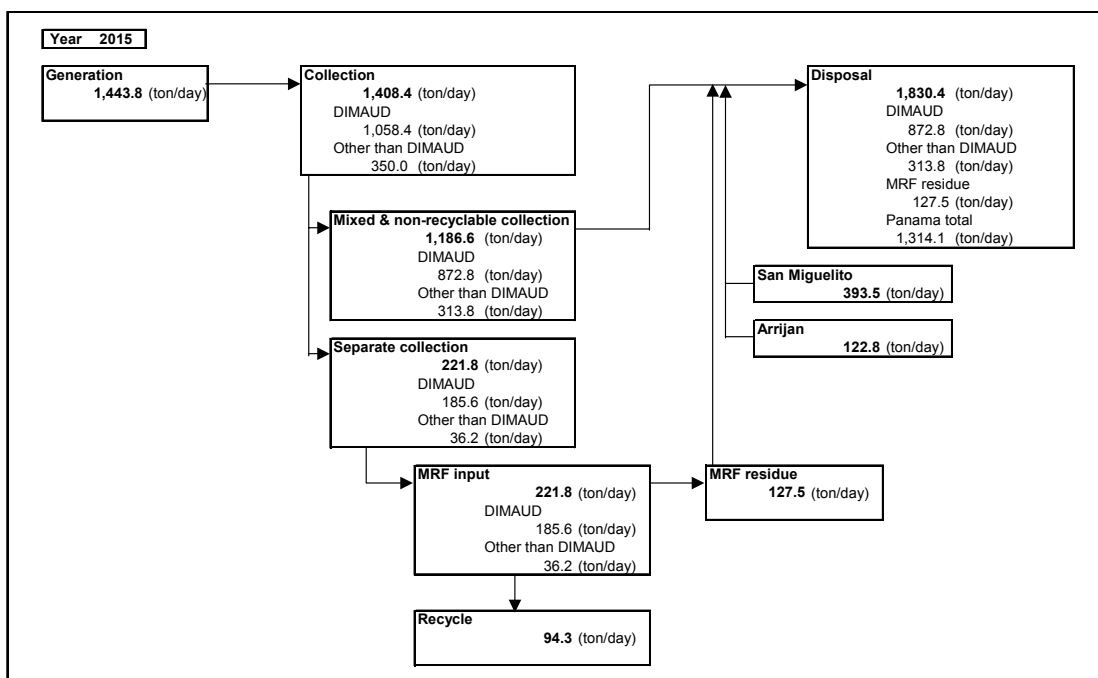 Year 2015
Generation
1,443.8 (ton/day)
Collection
1,408.4 (ton/day)
DIMAUD
1,058.4 (ton/day)
Other than DIMAUD
350.0 (ton/day)
Disposal
1,830.4 (ton/day)
DIMAUD
872.8 (ton/day)
Other than DIMAUD
313.8 (ton/day)
MRF residue
127.5 (ton/day)
Panama total
1,314.1 (ton/day)
Mixed & non-recyclable collection
1,186.6 (ton/day)
DIMAUD
872.8 (ton/day)
Other than DIMAUD
313.8 (ton/day)
San Miguelito
393.5 (ton/day)
Arrijan
122.8 (ton/day)
Separate collection
221.8 (ton/day)
DIMAUD
185.6 (ton/day)
Other than DIMAUD
36.2 (ton/day)
MRF input
221.8 (ton/day)
DIMAUD
185.6 (ton/day)
Other than DIMAUD
36.2 (ton/day)
MRF residue
127.5 (ton/day)
Recycle
94.3 (ton/day)